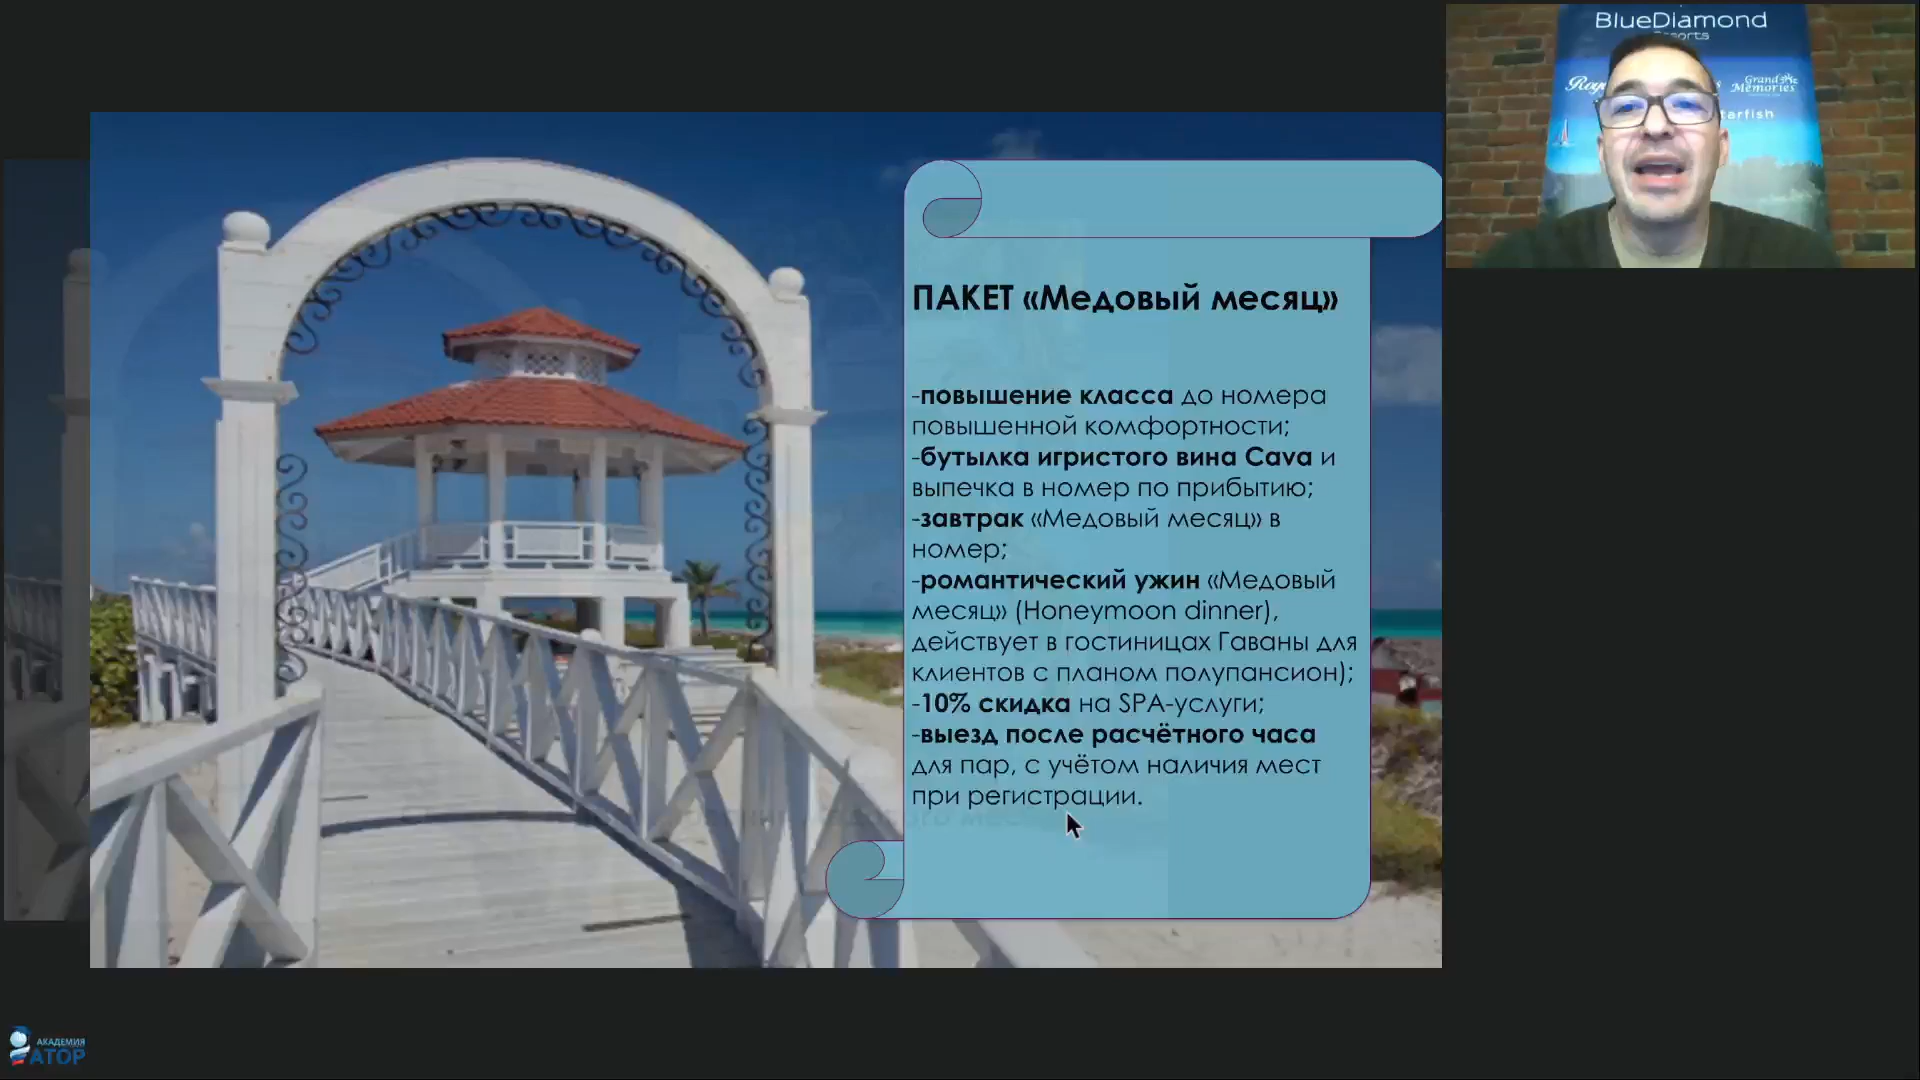 BlueDiamond
Grand
Memories
ПАКЕТ «Медовый месяц»
-повышение класса до номера
повышенной комфортности;
-бутылка игристого вина Cava и
выпечка в номер по прибытию;
-завтрак «Медовый месяц» в
номер;
-романтический ужин «Медовый
месяц» (Honeymoon dinner),
действует в гостиницах Гаваны для
клиентов с планом полупансион);
-10% скидка на SPA-услуги;
-выезд после расчётного часа
для пар, с учётом наличия мест
при регистрации.
АКАДЕМИЯ
АТОР